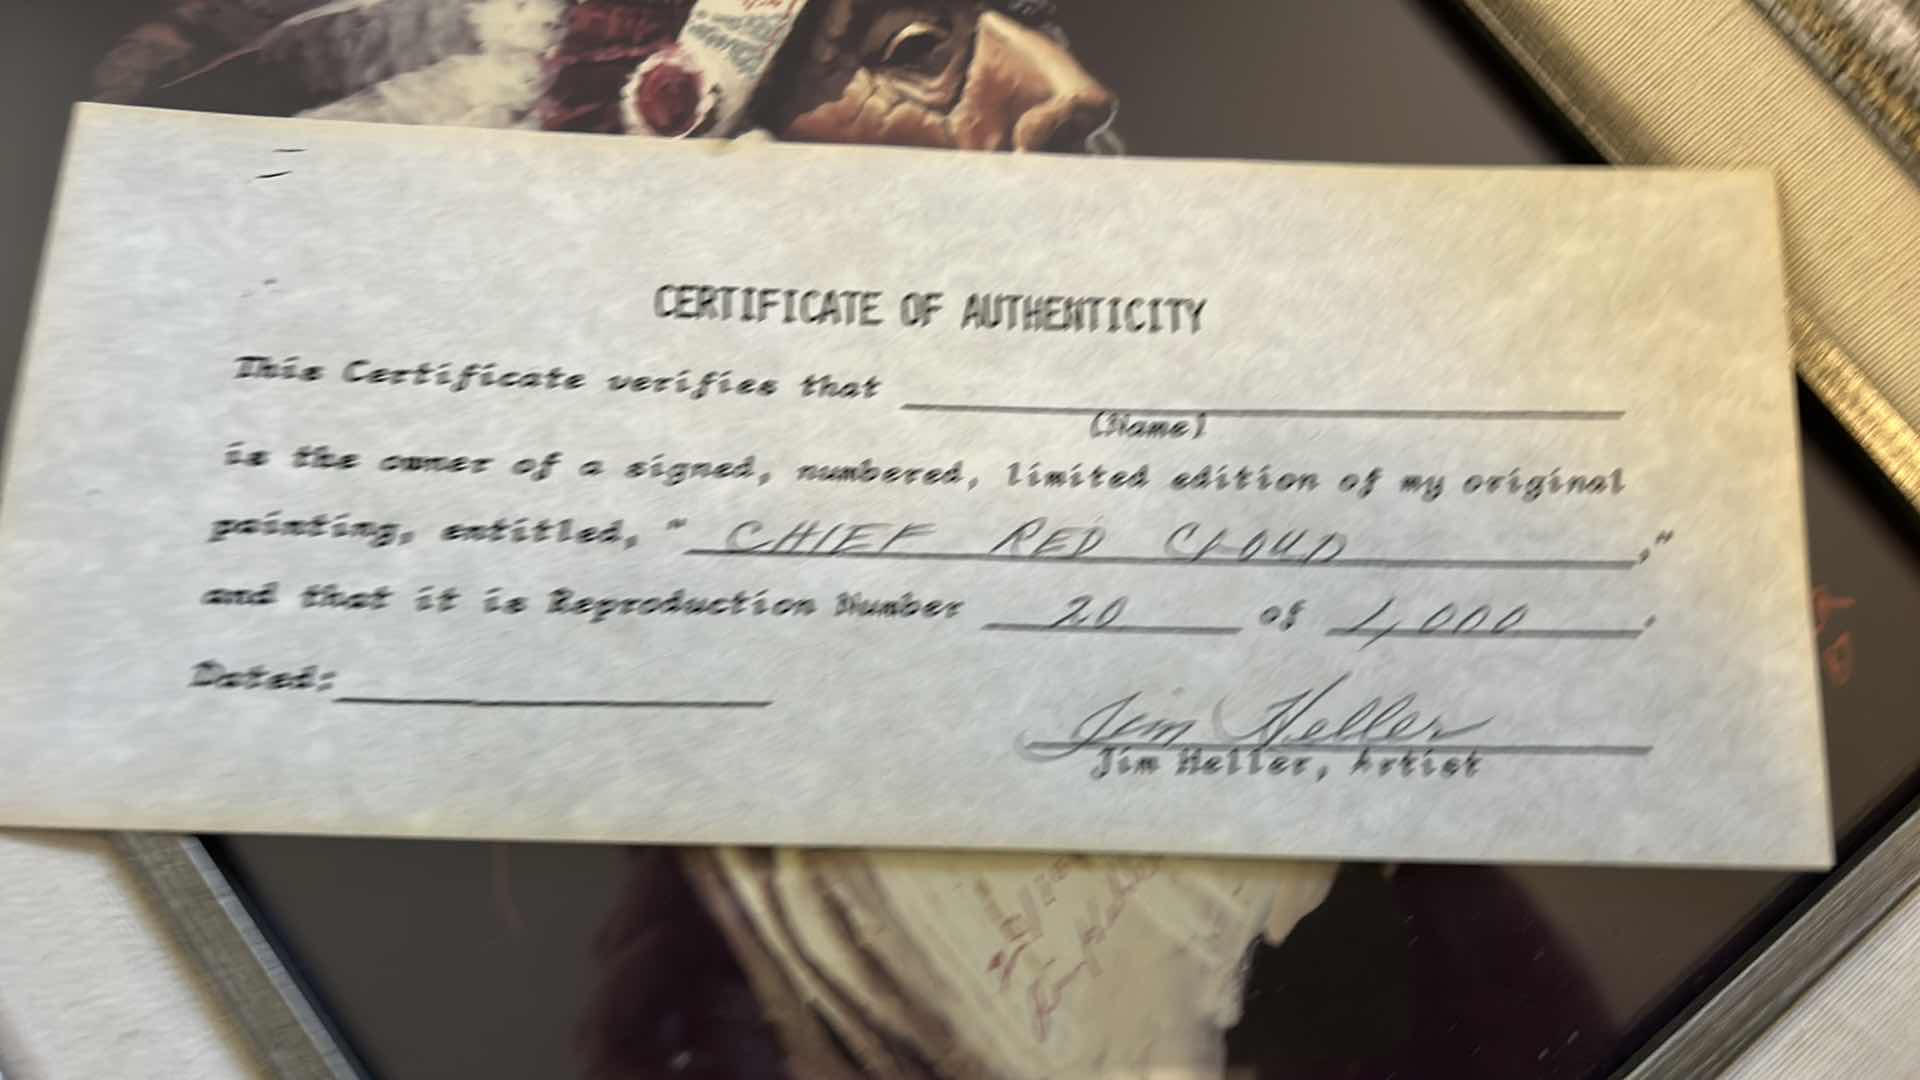 CERTIFICATE OF AUTHENTICITY
This Certificate verifies that
(Name)
is the owner of a signed, numbered, limited edition of my original
painting, entitled, "CHIEF RED CLOUD,"
and that it is Reproduction Number 20 of 1,000.
Dated:
Jim Heller
Jim Heller, Artist